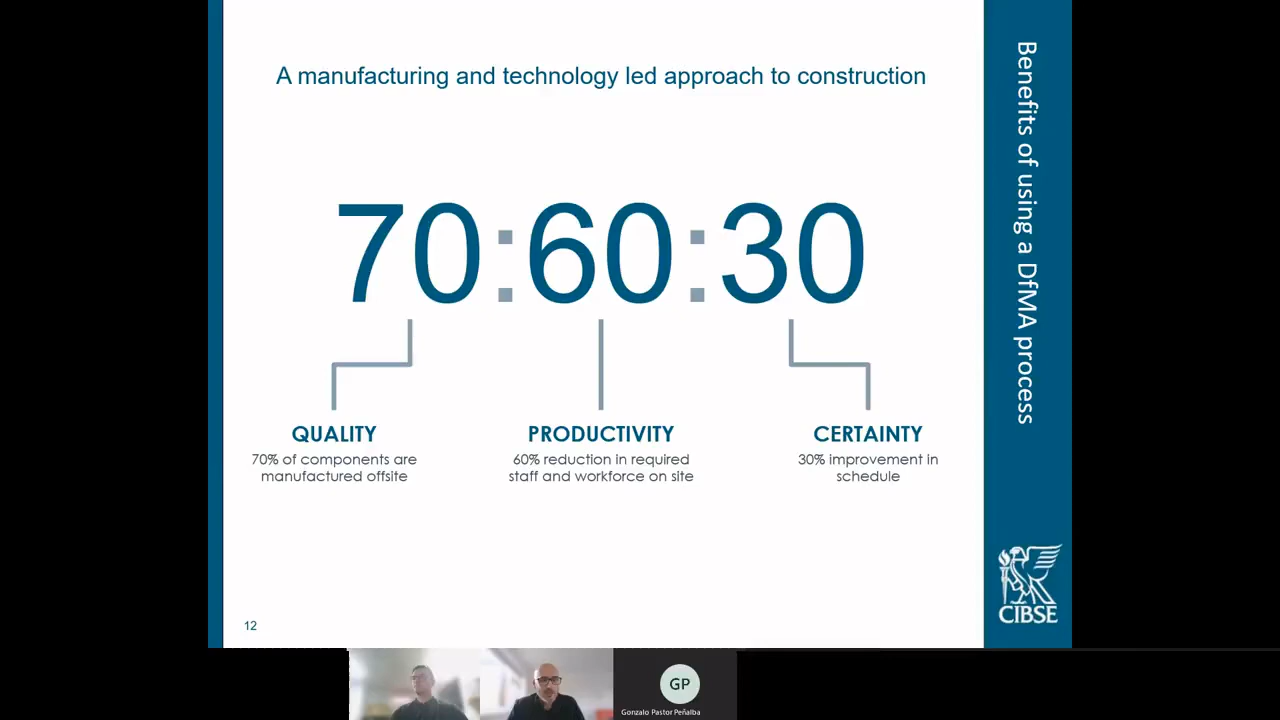 A manufacturing and technology led approach to construction
70:60:30
QUALITY
70% of components are
manufactured offsite
PRODUCTIVITY
60% reduction in required
staff and workforce on site
CERTAINTY
30% improvement in
schedule
12
Benefits of using a DfMA process
CIBSE
GP
Gonzalo Pastor Peñalba